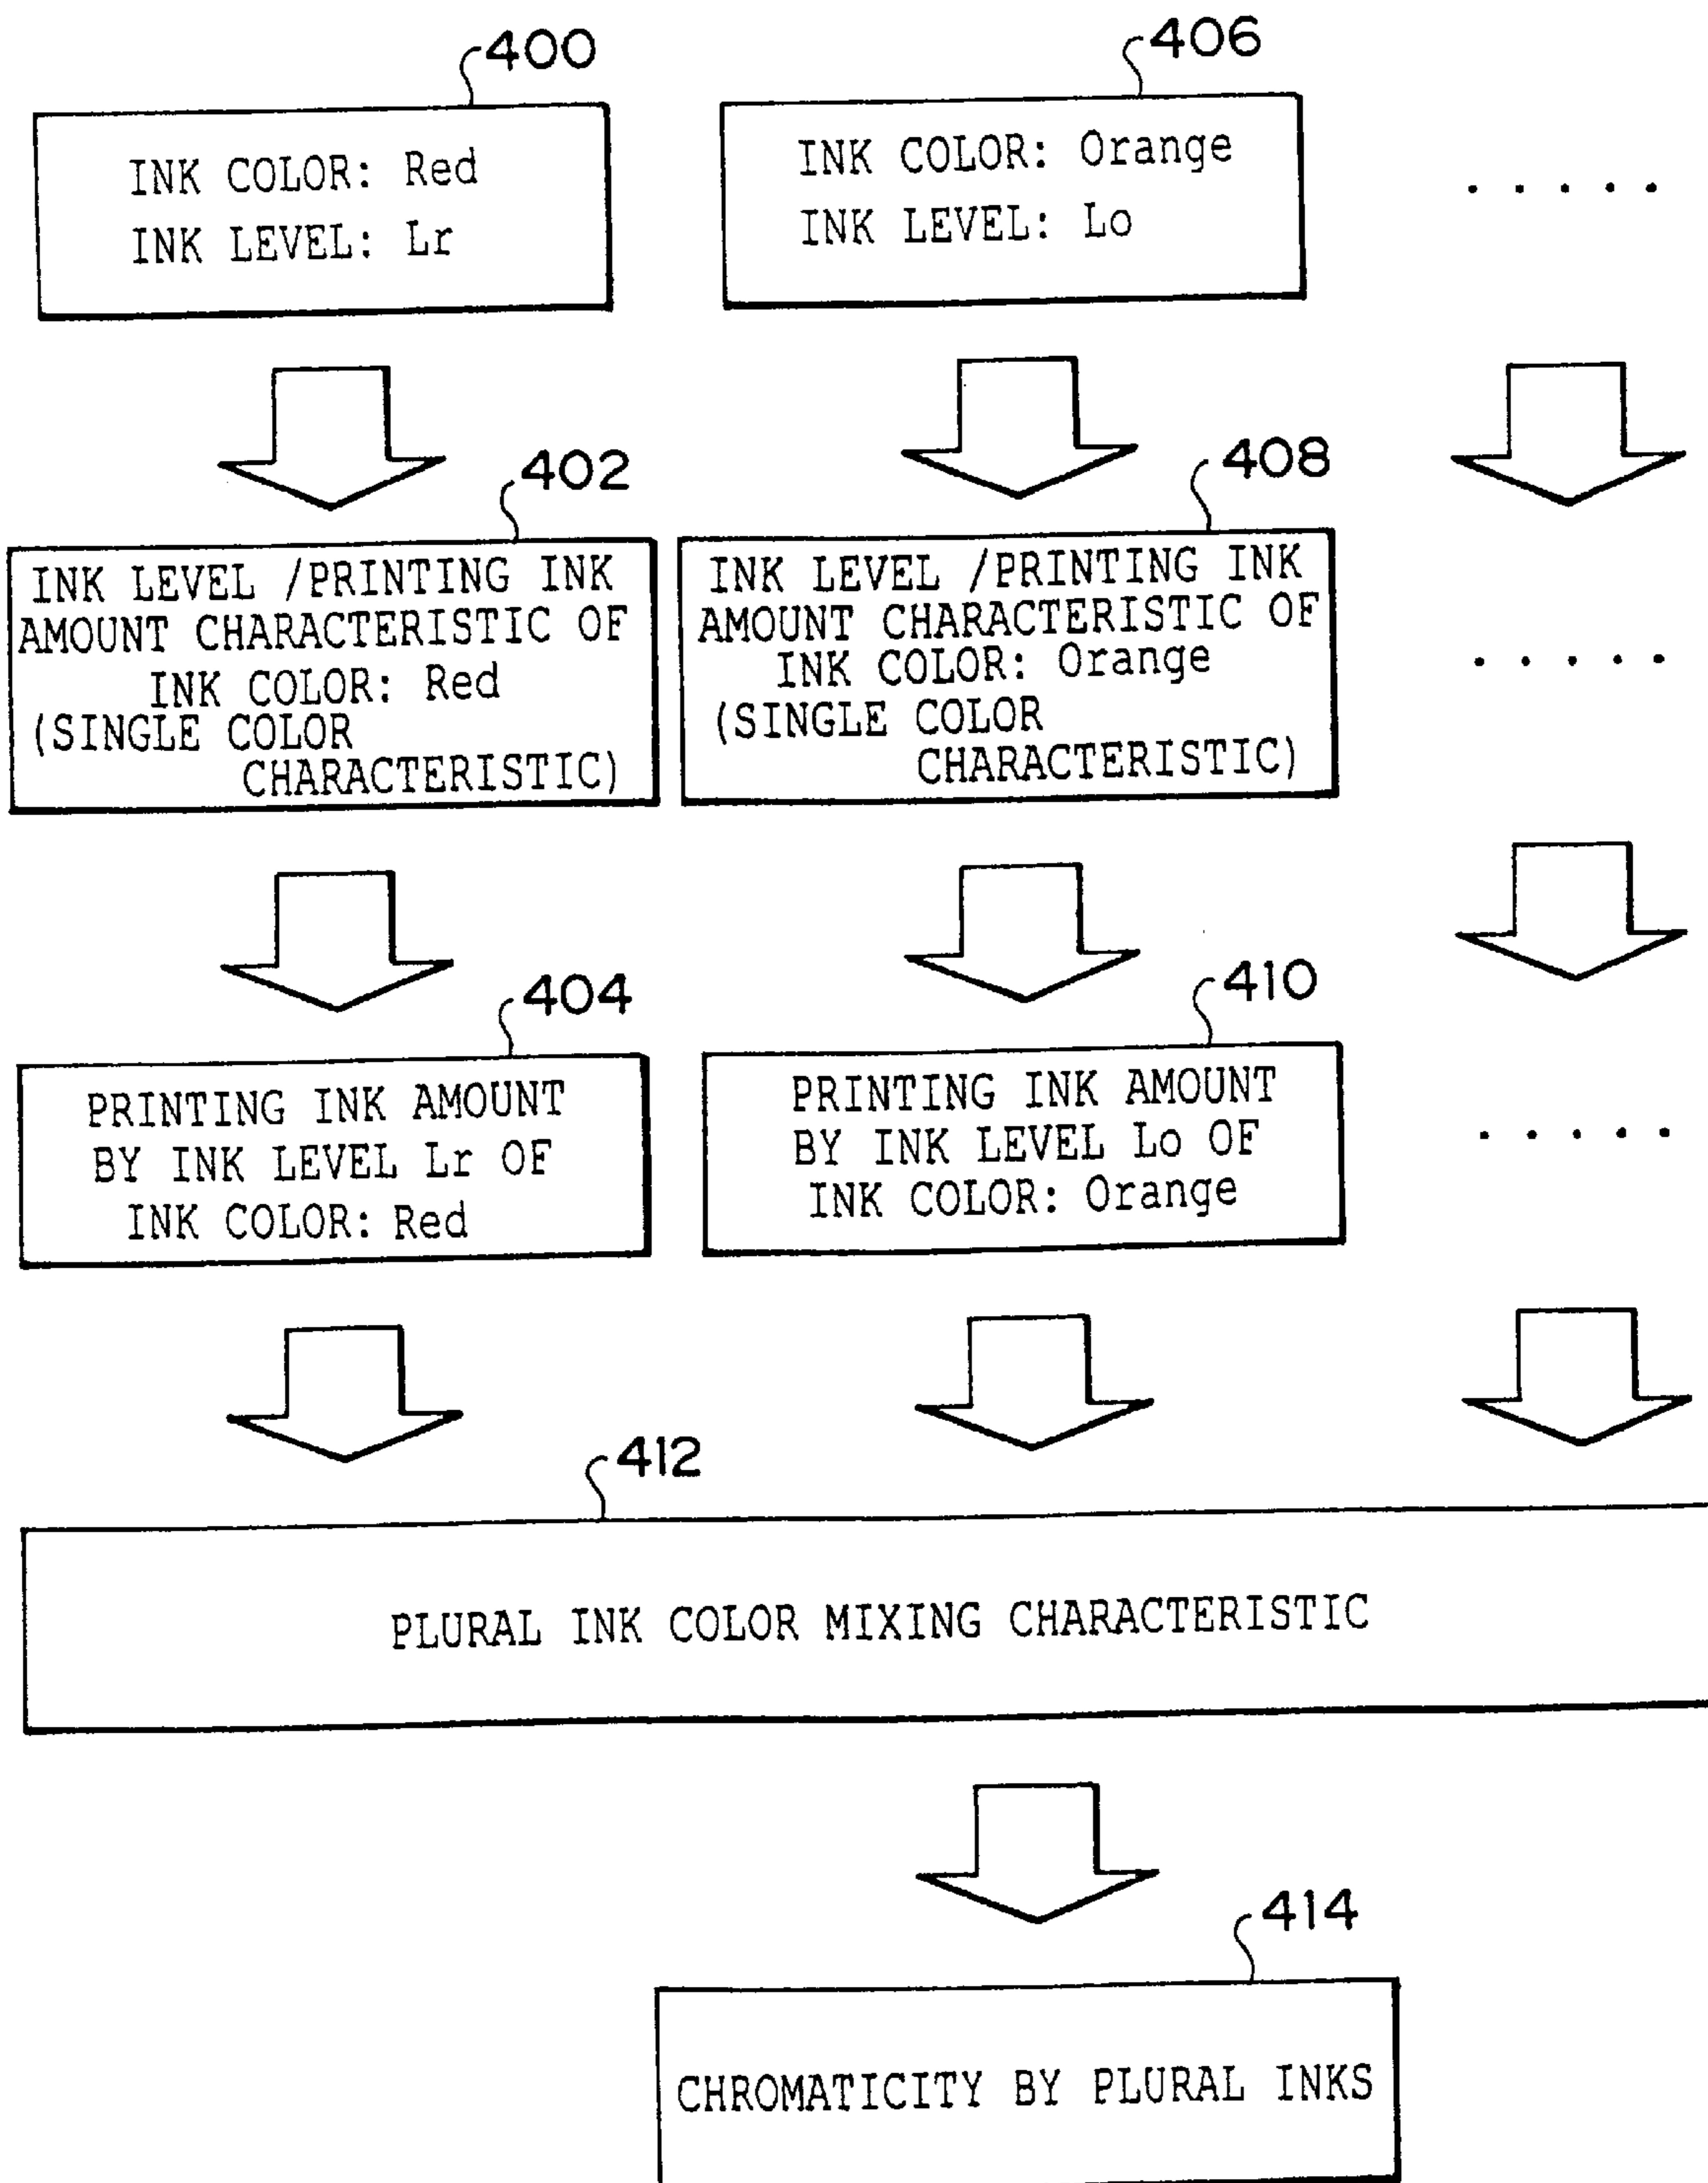 400
INK COLOR: Red
INK LEVEL: Lr
406
INK COLOR: Orange
INK LEVEL: Lo
. . . . .
402
INK LEVEL /PRINTING INK
AMOUNT CHARACTERISTIC OF
INK COLOR: Red
(SINGLE COLOR
CHARACTERISTIC)
408
INK LEVEL /PRINTING INK
AMOUNT CHARACTERISTIC OF
INK COLOR: Orange
(SINGLE COLOR
CHARACTERISTIC)
. . . . .
404
PRINTING INK AMOUNT
BY INK LEVEL Lr OF
INK COLOR: Red
410
PRINTING INK AMOUNT
BY INK LEVEL Lo OF
INK COLOR: Orange
. . . . .
412
PLURAL INK COLOR MIXING CHARACTERISTIC
414
CHROMATICITY BY PLURAL INKS